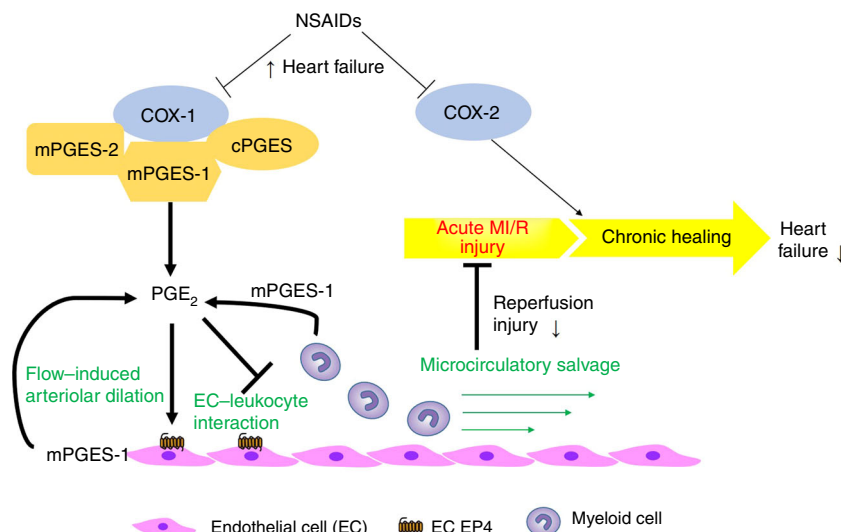 NSAIDs
↑ Heart failure
COX-1
COX-2
mPGES-2
cPGES
mPGES-1
Acute MI/R
injury
Chronic healing
Heart
failure ↓
PGE₂
mPGES-1
Reperfusion
injury ↓
Microcirculatory salvage
Flow–induced
arteriolar dilation
EC–leukocyte
interaction
mPGES-1
Endothelial cell (EC)
EC EP4
Myeloid cell